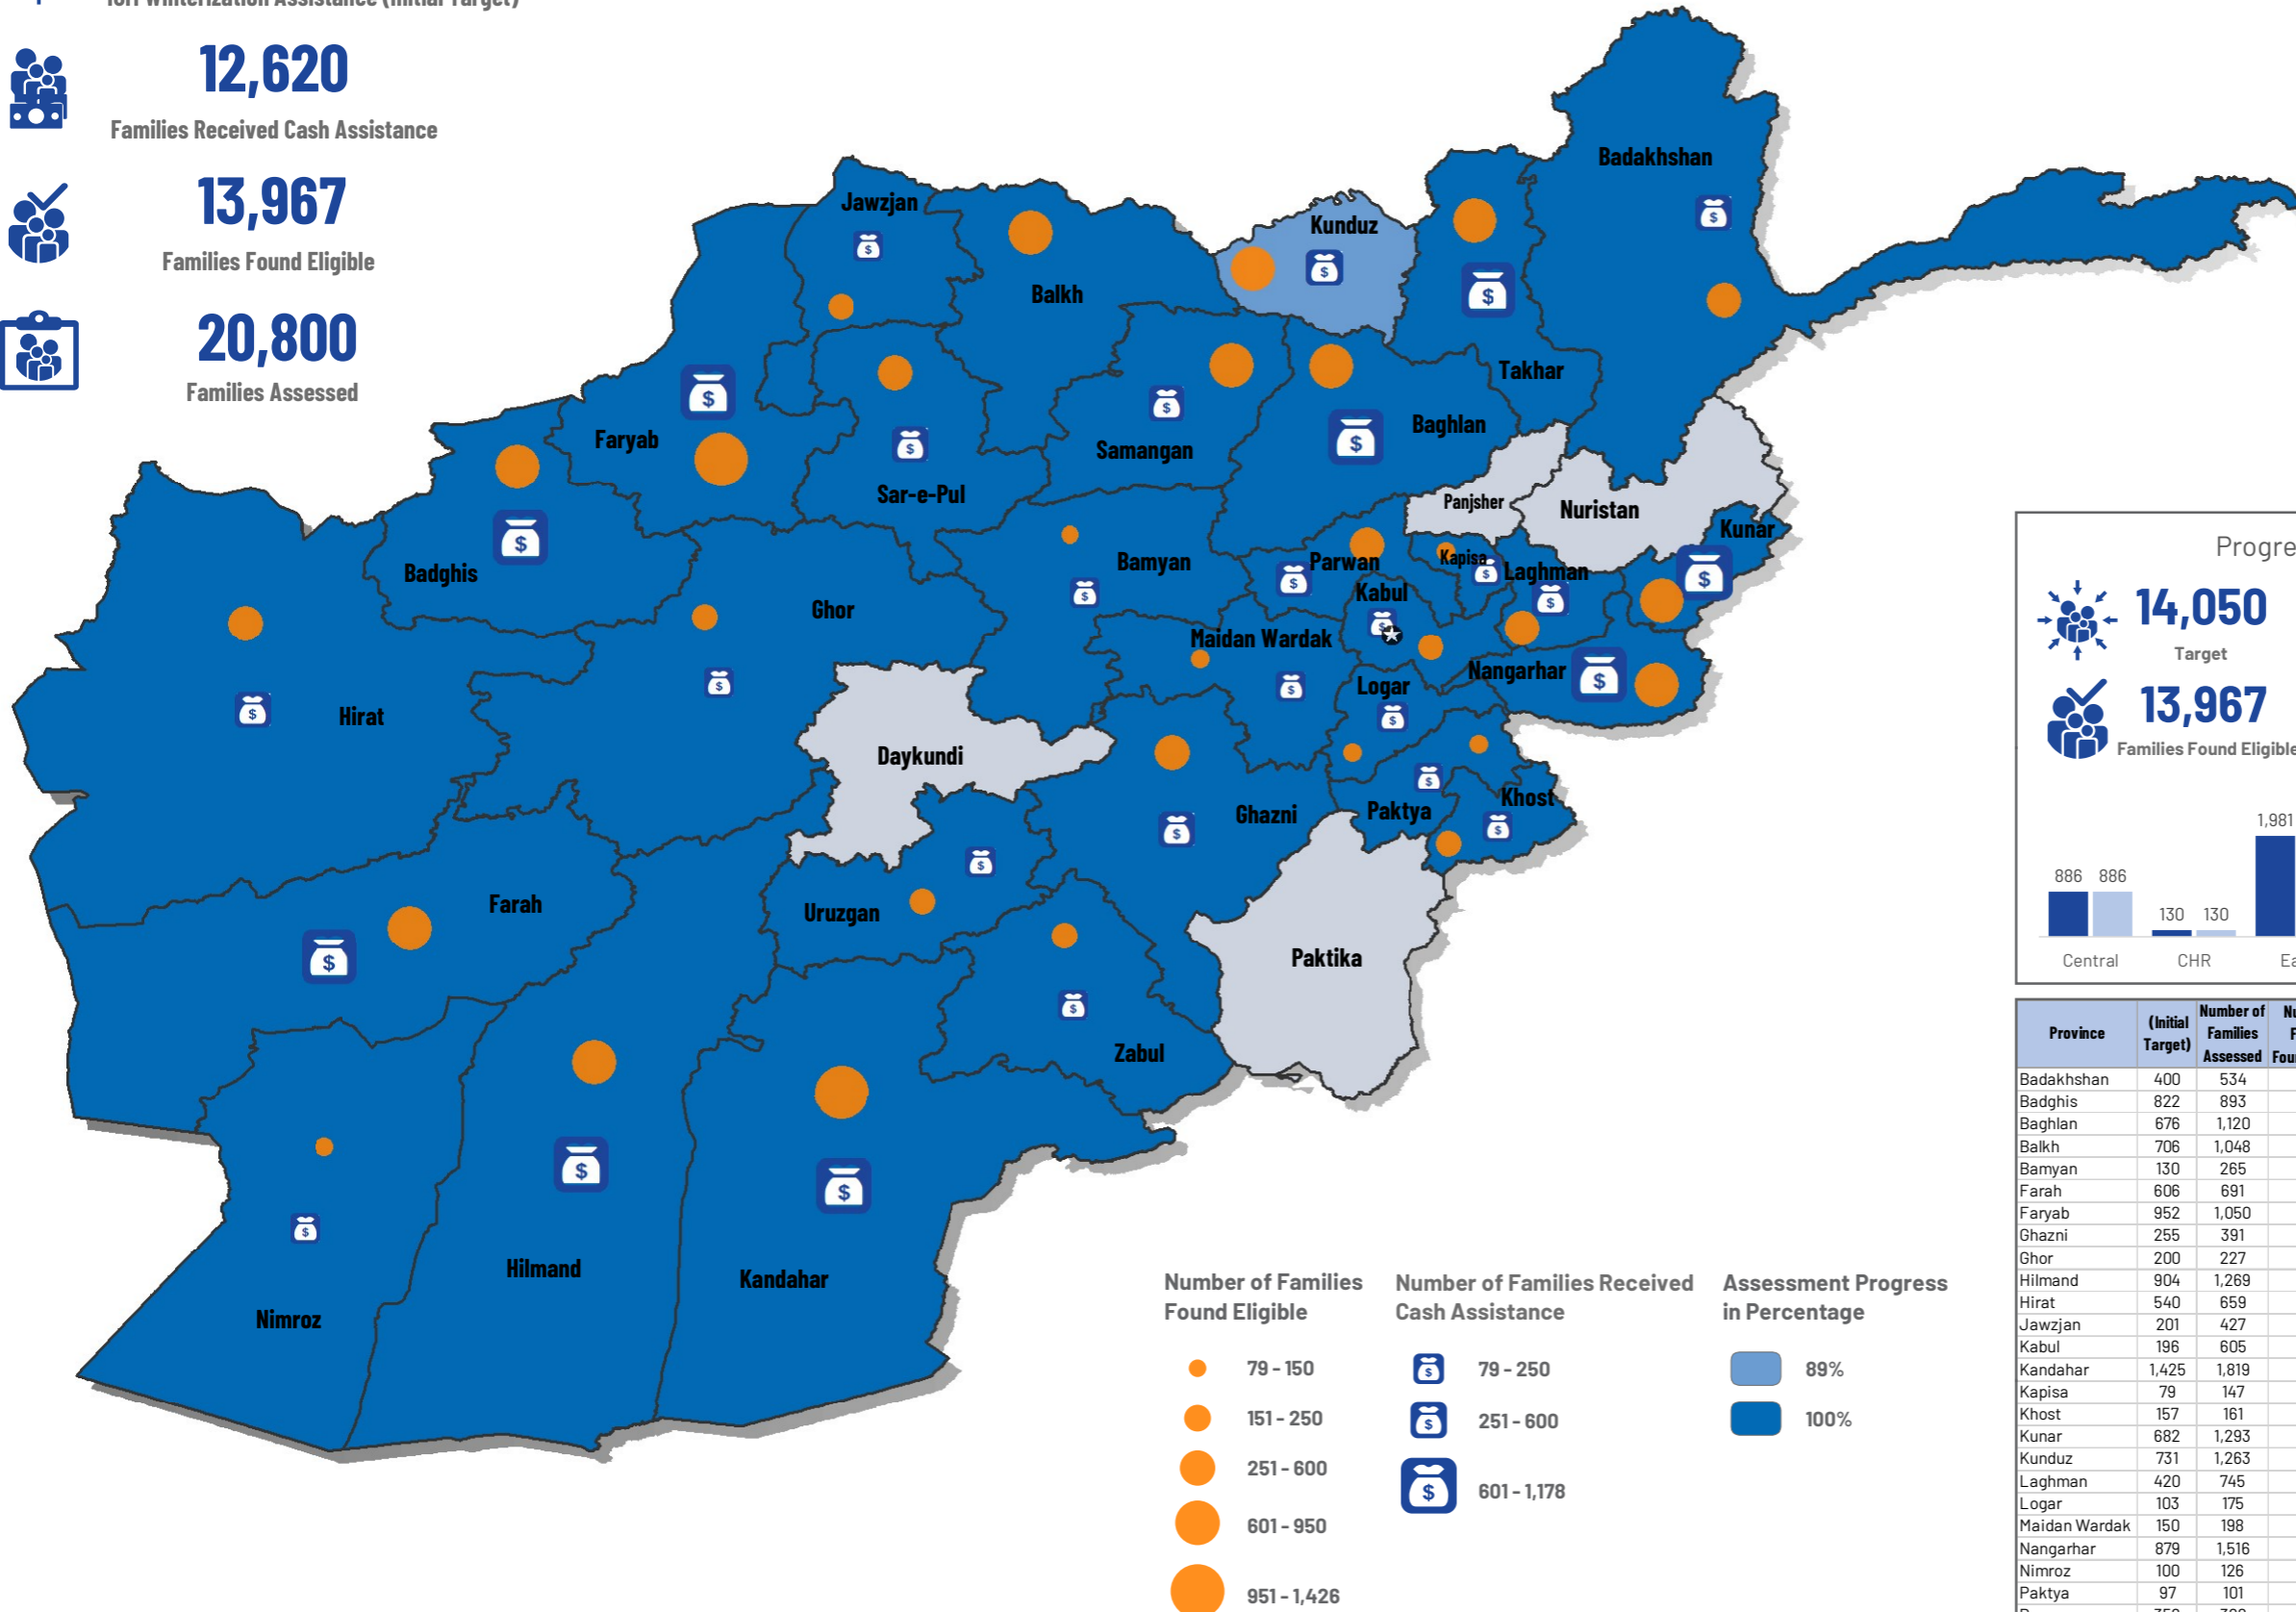 Winterization Assistance (Initial Target)
12,620
Families Received Cash Assistance
13,967
Families Found Eligible
20,800
Families Assessed
Badakhshan
Jawzjan
Kunduz
Balkh
Takhar
Faryab
Baghlan
Samangan
Sar-e-Pul
Panjsher
Nuristan
Kunar
Badghis
Bamyan
Parwan
Kapisa
Laghman
Kabul
Ghor
Maidan Wardak
Nangarhar
Logar
Hirat
Daykundi
Ghazni
Paktya
Khost
Farah
Uruzgan
Paktika
Zabul
Hilmand
Kandahar
Nimroz
Number of Families
Found Eligible
79 - 150
151 - 250
251 - 600
601 - 950
951 - 1,426
Number of Families Received
Cash Assistance
79 - 250
251 - 600
601 - 1,178
Assessment Progress
in Percentage
89%
100%
Progre
14,050
Target
13,967
Families Found Eligible
1,981
886 886
130 130
Central CHR Ea
Province (Initial Target) Number of Families Assessed
Badakhshan 400 534
Badghis 822 893
Baghlan 676 1,120
Balkh 706 1,048
Bamyan 130 265
Farah 606 691
Faryab 952 1,050
Ghazni 255 391
Ghor 200 227
Hilmand 904 1,269
Hirat 540 659
Jawzjan 201 427
Kabul 196 605
Kandahar 1,425 1,819
Kapisa 79 147
Khost 157 161
Kunar 682 1,293
Kunduz 731 1,263
Laghman 420 745
Logar 103 175
Maidan Wardak 150 198
Nangarhar 879 1,516
Nimroz 100 126
Paktya 97 101